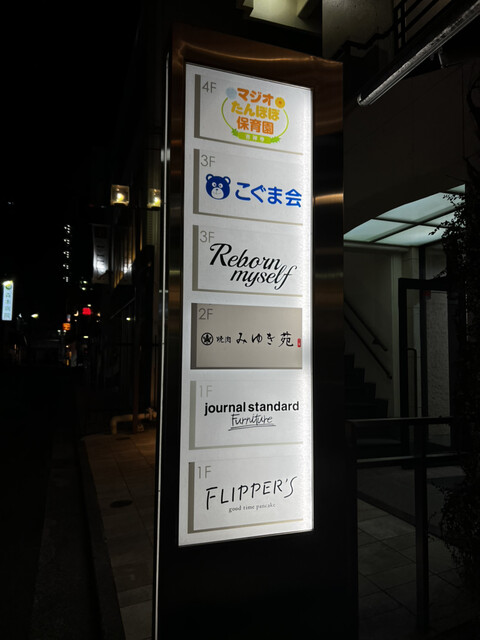 4F
マジオ
たんぽぽ
保育園
3F
こぐま会
3F
Reborn
myself
2F
焼肉 みゆき苑
1F
journal standard
Furniture
1F
FLIPPER'S
good time pancake